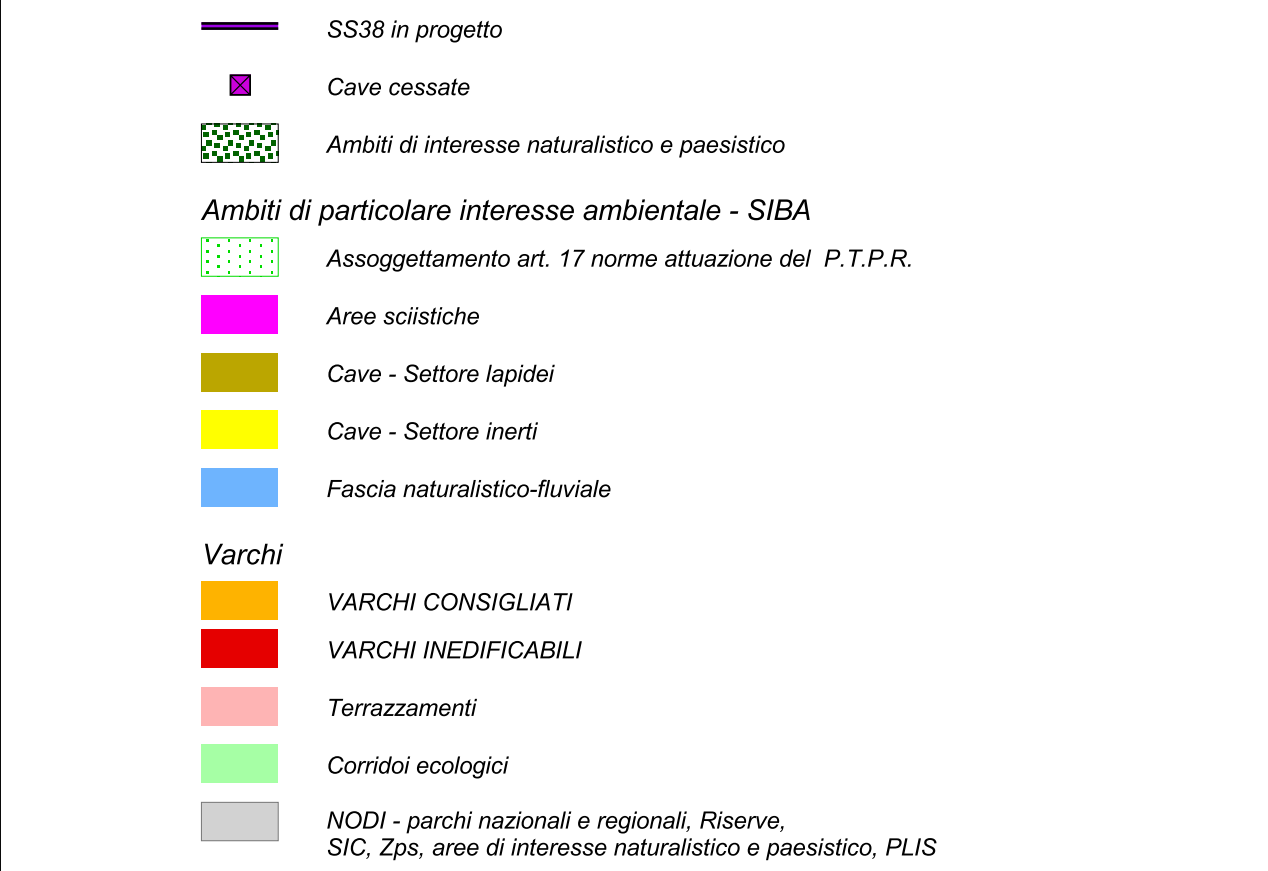 SS38 in progetto
Cave cessate
Ambiti di interesse naturalistico e paesistico
Ambiti di particolare interesse ambientale - SIBA
Assoggettamento art. 17 norme attuazione del  P.T.P.R.
Aree sciistiche
Cave - Settore lapidei
Cave - Settore inerti
Fascia naturalistico-fluviale
Varchi
VARCHI CONSIGLIATI
VARCHI INEDIFICABILI
Terrazzamenti
Corridoi ecologici
NODI - parchi nazionali e regionali, Riserve,
SIC, Zps, aree di interesse naturalistico e paesistico, PLIS